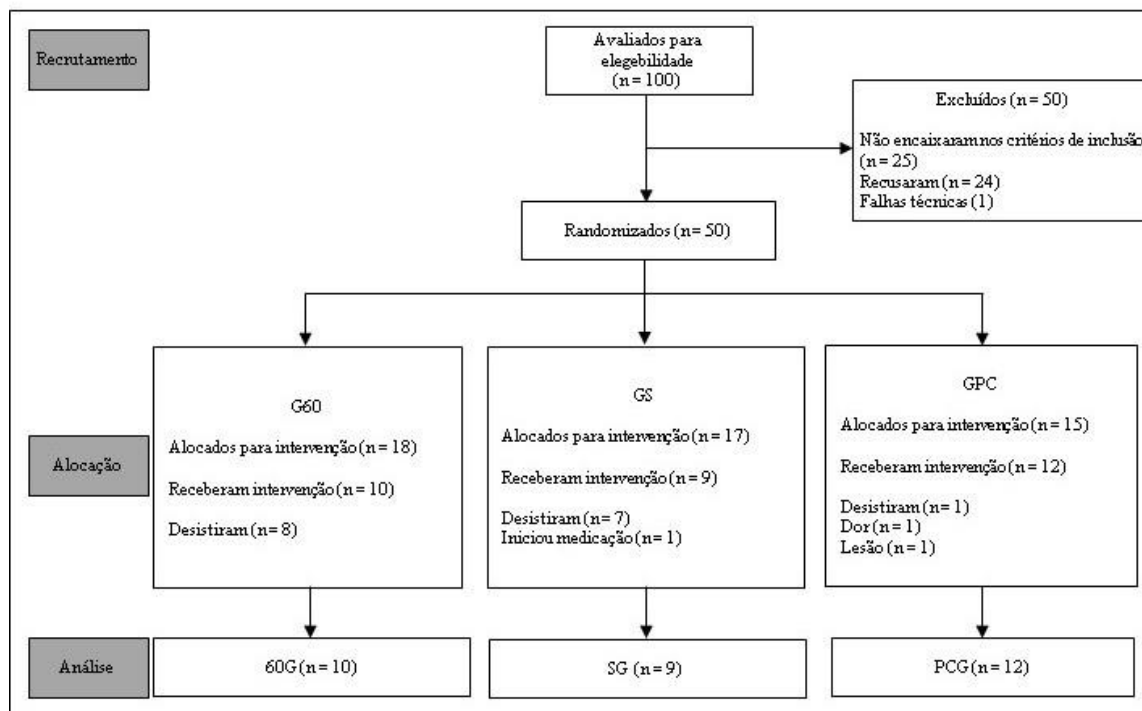 Recrutamento
Avaliados para
elegebilidade
(n = 100)
Excluídos (n = 50)
Não encaixaram nos critérios de inclusão
(n = 25)
Recusaram (n = 24)
Falhas técnicas (1)
Randomizados (n = 50)
Alocação
G60
Alocados para intervenção (n = 18)
Receberam intervenção (n = 10)
Desistiram (n = 8)
GS
Alocados para intervenção (n = 17)
Receberam intervenção (n = 9)
Desistiram (n = 7)
Iniciou medicação (n = 1)
GPC
Alocados para intervenção (n = 15)
Receberam intervenção (n = 12)
Desistiram (n = 1)
Dor (n = 1)
Lesão (n = 1)
Análise
60G (n = 10)
SG (n = 9)
PCG (n = 12)